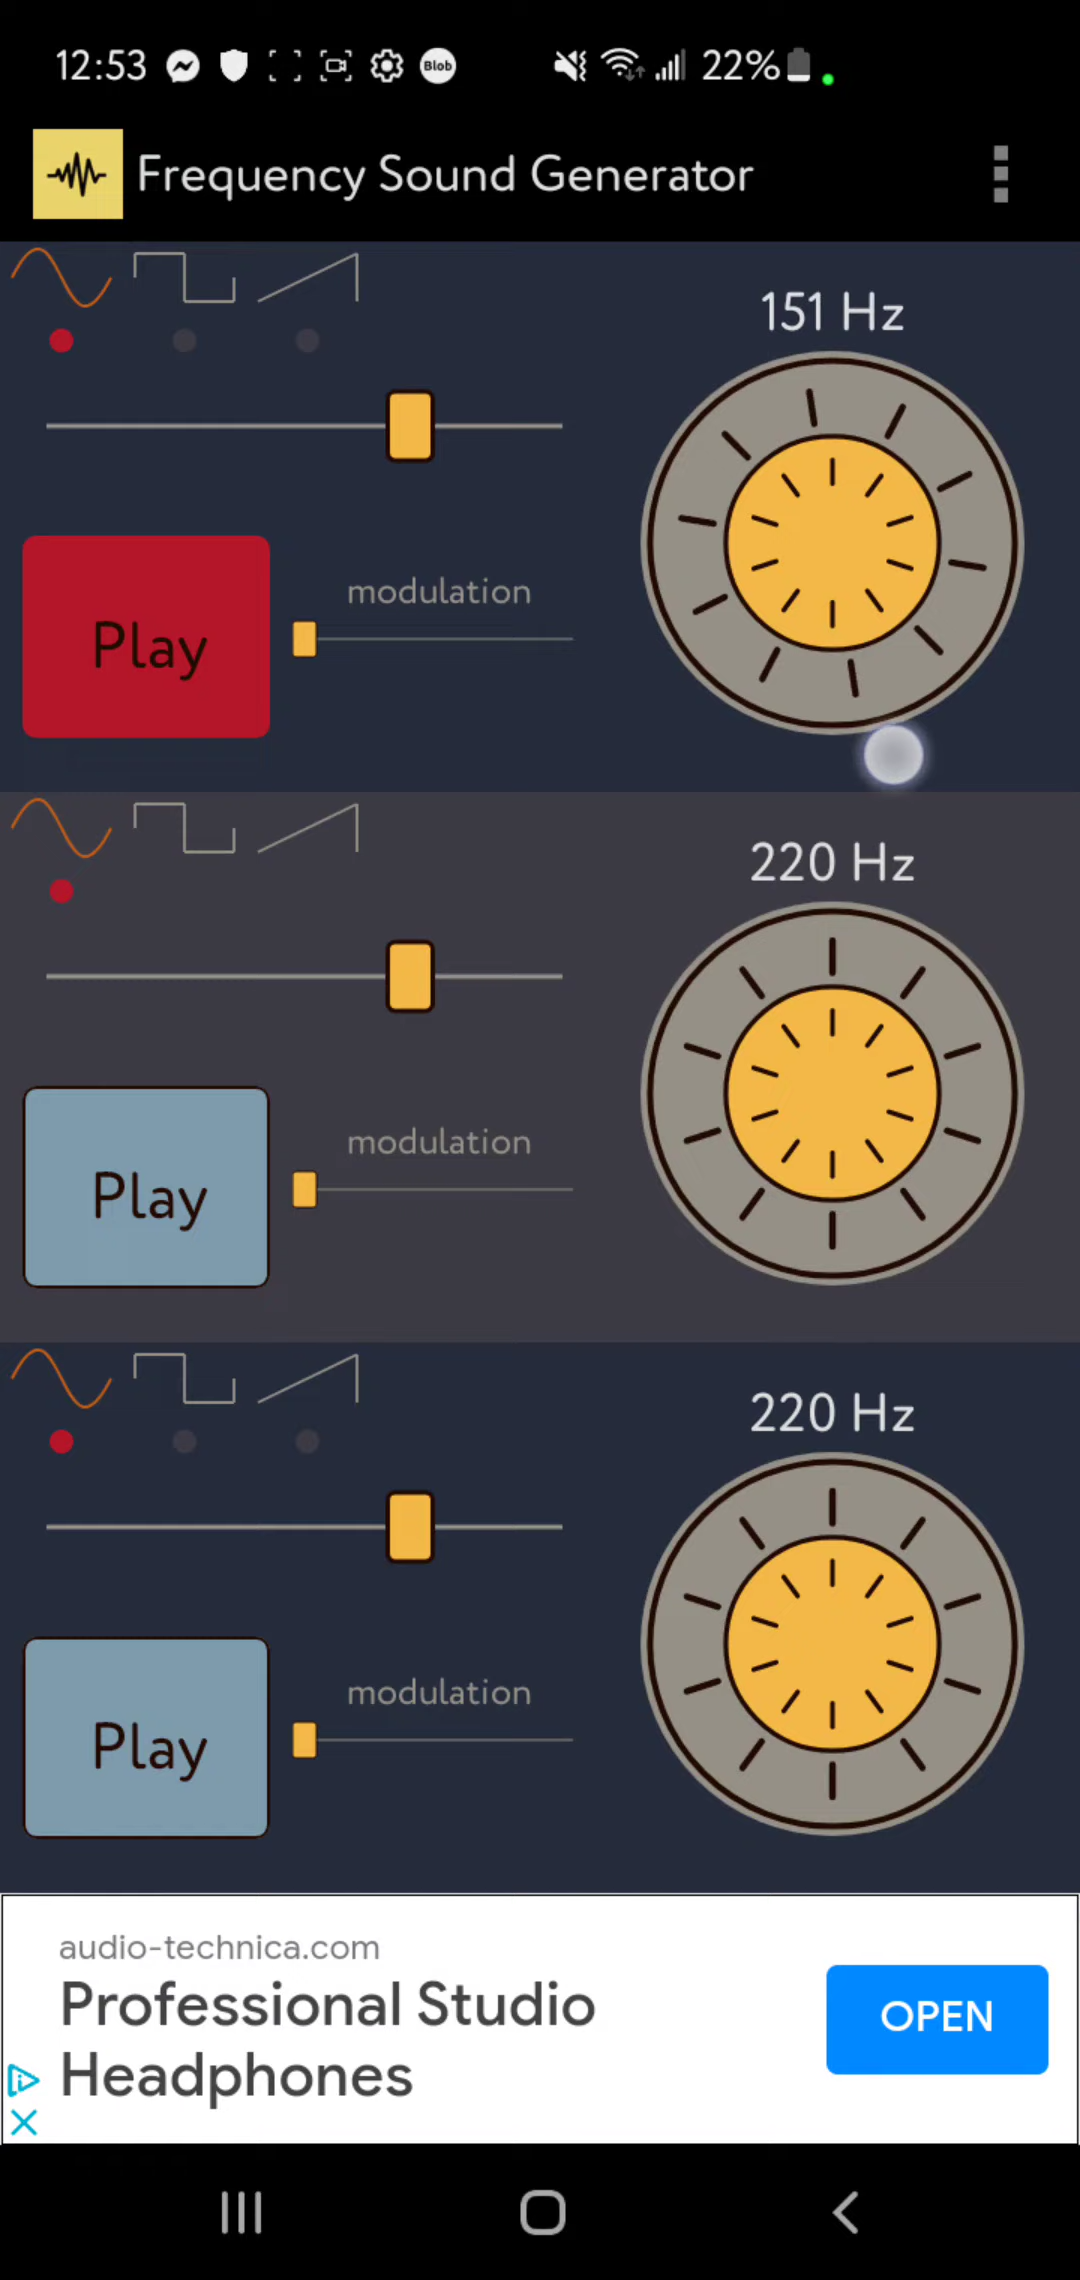 12:53
Blob
22%
Frequency Sound Generator
151 Hz
modulation
Play
220 Hz
modulation
Play
220 Hz
modulation
Play
audio-technica.com
Professional Studio
Headphones
OPEN